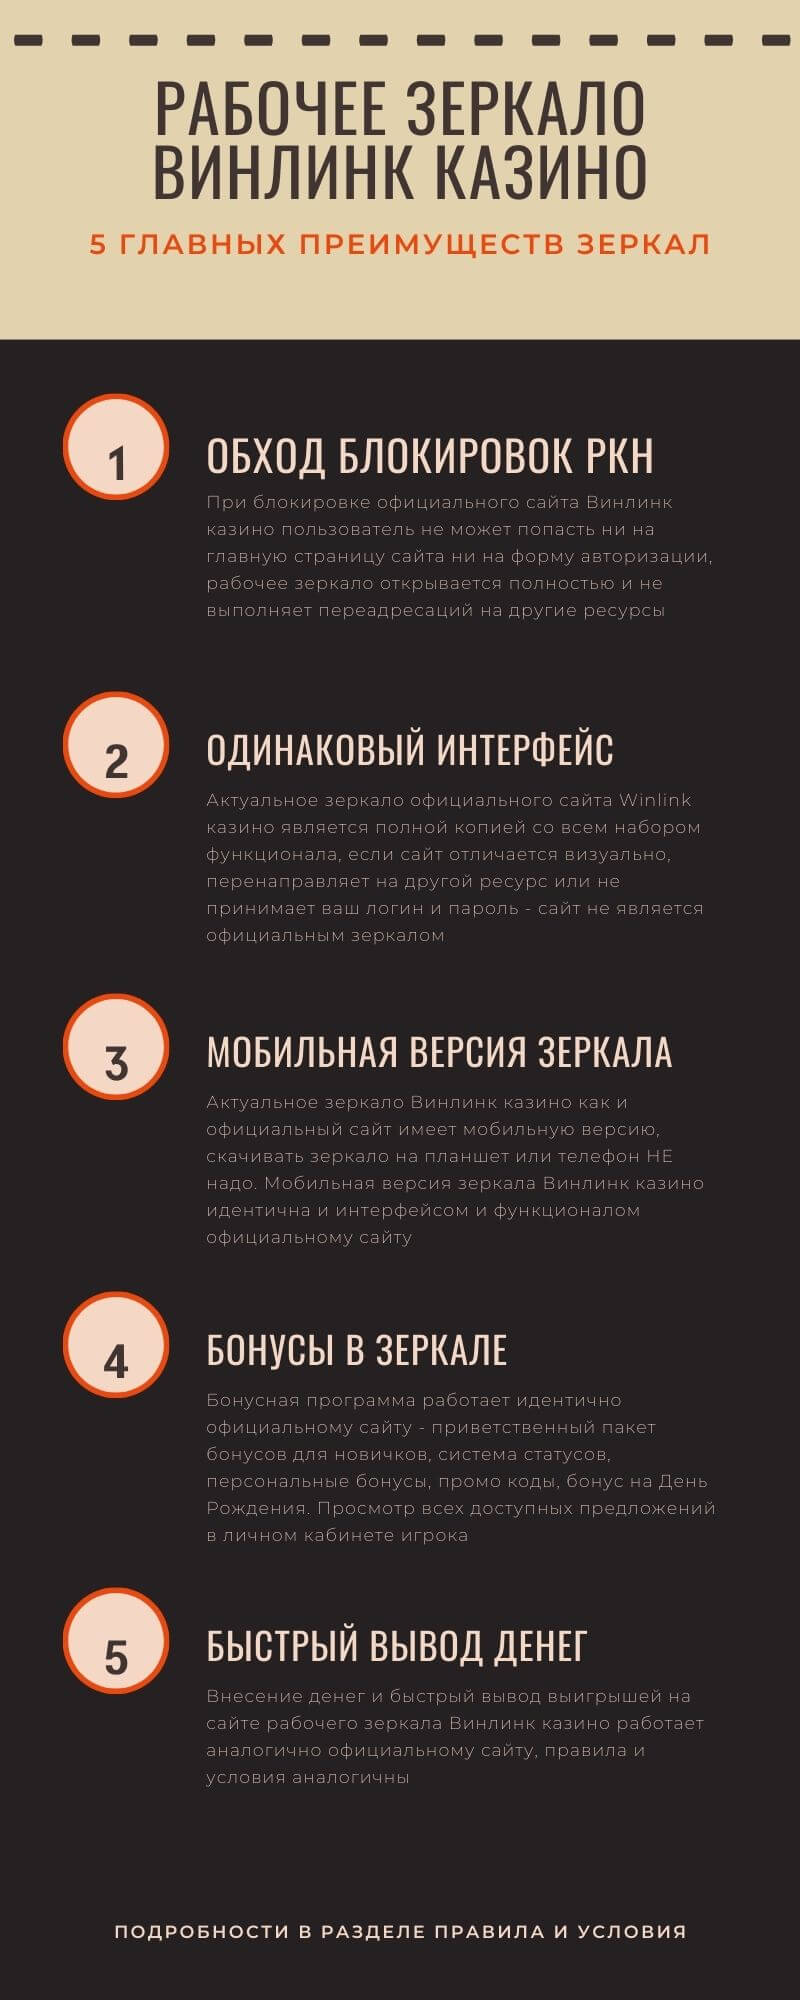 РАБОЧЕЕ ЗЕРКАЛО
ВИНЛИНК КАЗИНО
5 ГЛАВНЫХ ПРЕИМУЩЕСТВ ЗЕРКАЛ
1
ОБХОД БЛОКИРОВОК РКН
При блокировке официального сайта Винлинк
казино пользователь не может попасть ни на
главную страницу сайта ни на форму авторизации,
рабочее зеркало открывается полностью и не
выполняет переадресаций на другие ресурсы
2
ОДИНАКОВЫЙ ИНТЕРФЕЙС
Актуальное зеркало официального сайта Winlink
казино является полной копией со всем набором
функционала, если сайт отличается визуально,
перенаправляет на другой ресурс или не
принимает ваш логин и пароль - сайт не является
официальным зеркалом
3
МОБИЛЬНАЯ ВЕРСИЯ ЗЕРКАЛА
Актуальное зеркало Винлинк казино как и
официальный сайт имеет мобильную версию,
скачивать зеркало на планшет или телефон НЕ
надо. Мобильная версия зеркала Винлинк казино
идентична и интерфейсом и функционалом
официальному сайту
4
БОНУСЫ В ЗЕРКАЛЕ
Бонусная программа работает идентично
официальному сайту - приветственный пакет
бонусов для новичков, система статусов,
персональные бонусы, промо коды, бонус на День
Рождения. Просмотр всех доступных предложений
в личном кабинете игрока
5
БЫСТРЫЙ ВЫВОД ДЕНЕГ
Внесение денег и быстрый вывод выигрышей на
сайте рабочего зеркала Винлинк казино работает
аналогично официальному сайту, правила и
условия аналогичны
ПОДРОБНОСТИ В РАЗДЕЛЕ ПРАВИЛА И УСЛОВИЯ